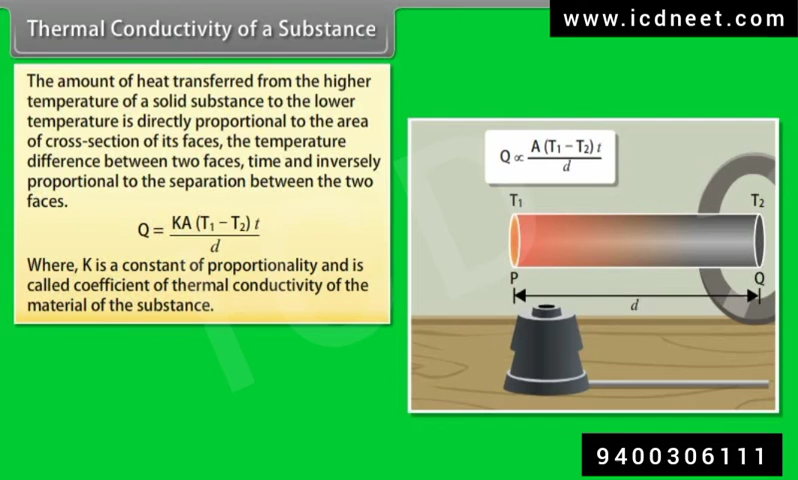 Thermal Conductivity of a Substance
www.icdneet.com
The amount of heat transferred from the higher
temperature of a solid substance to the lower
temperature is directly proportional to the area
of cross-section of its faces, the temperature
difference between two faces, time and inversely
proportional to the separation between the two
faces.
Q = KA (T₁ – T₂) t / d
Where, K is a constant of proportionality and is
called coefficient of thermal conductivity of the
material of the substance.
Q ∝ A (T₁ – T₂) t / d
T₁ T₂
P Q
d
ICD
9400306111